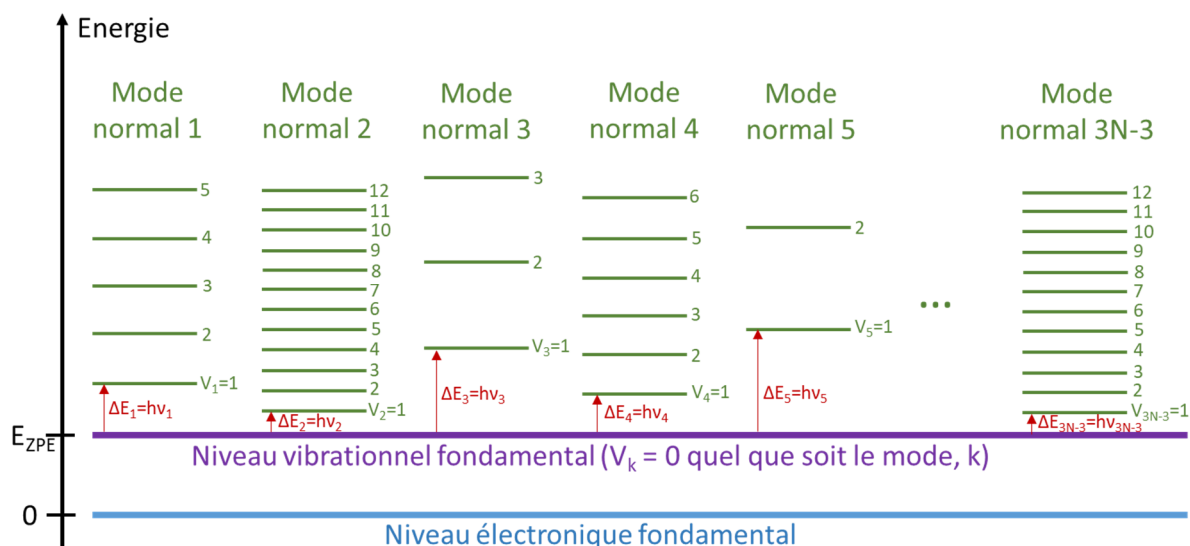 Energie
Mode
normal 1
Mode
normal 2
Mode
normal 3
Mode
normal 4
Mode
normal 5
Mode
normal 3N-3
5
4
3
2
V₁=1
ΔE₁=hν₁
12
11
10
9
8
7
6
5
4
3
2
V₂=1
ΔE₂=hν₂
3
2
V₃=1
ΔE₃=hν₃
6
5
4
3
2
V₄=1
ΔE₄=hν₄
2
V₅=1
ΔE₅=hν₅
...
12
11
10
9
8
7
6
5
4
3
2
V3N-3=1
ΔE3N-3=hν3N-3
EZPE
Niveau vibrationnel fondamental (Vk = 0 quel que soit le mode, k)
0
Niveau électronique fondamental